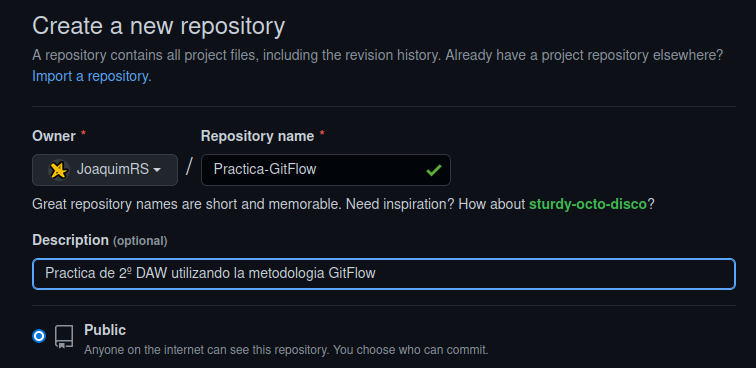 Create a new repository
A repository contains all project files, including the revision history. Already have a project repository elsewhere?
Import a repository.
Owner * Repository name *
JoaquimRS / Practica-GitFlow
Great repository names are short and memorable. Need inspiration? How about sturdy-octo-disco?
Description (optional)
Practica de 2º DAW utilizando la metodologia GitFlow
Public
Anyone on the internet can see this repository. You choose who can commit.